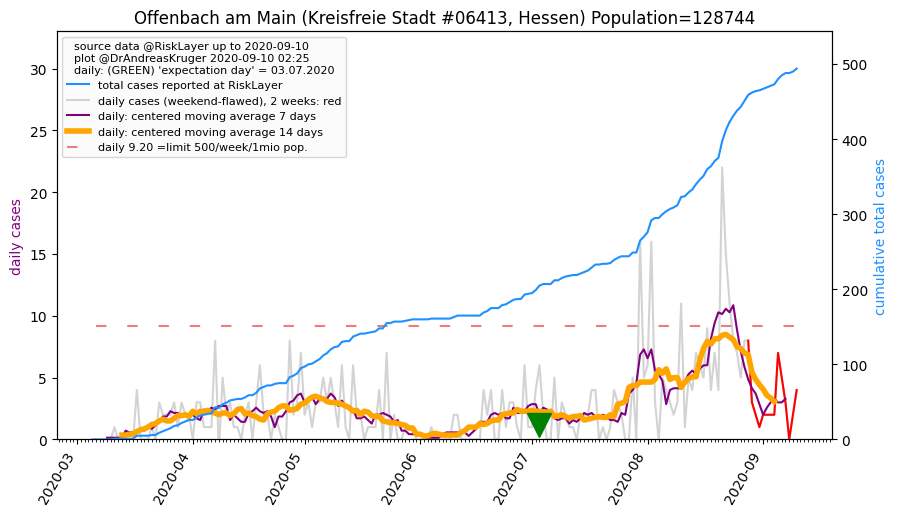 Offenbach am Main (Kreisfreie Stadt #06413, Hessen) Population=128744
source data @RiskLayer up to 2020-09-10
plot @DrAndreasKruger 2020-09-10 02:25
daily: (GREEN) 'expectation day' = 03.07.2020
total cases reported at RiskLayer
daily cases (weekend-flawed), 2 weeks: red
daily: centered moving average 7 days
daily: centered moving average 14 days
daily 9.20 =limit 500/week/1mio pop.
daily cases
30
25
20
15
10
5
0
cumulative total cases
500
400
300
200
100
0
2020-03
2020-04
2020-05
2020-06
2020-07
2020-08
2020-09